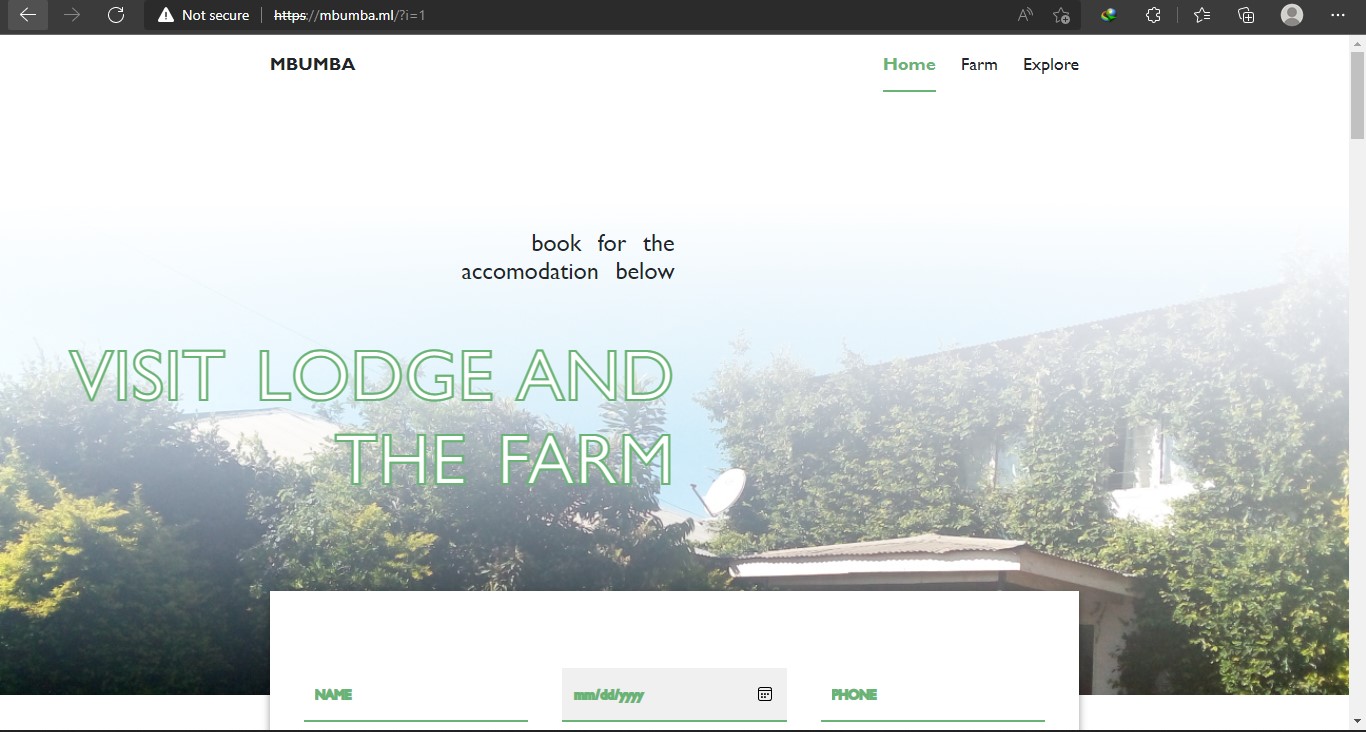 Not secure https://mbumba.ml/?i=1
MBUMBA Home Farm Explore
book for the
accomodation below
VISIT LODGE AND
THE FARM
NAME mm/dd/yyyy PHONE